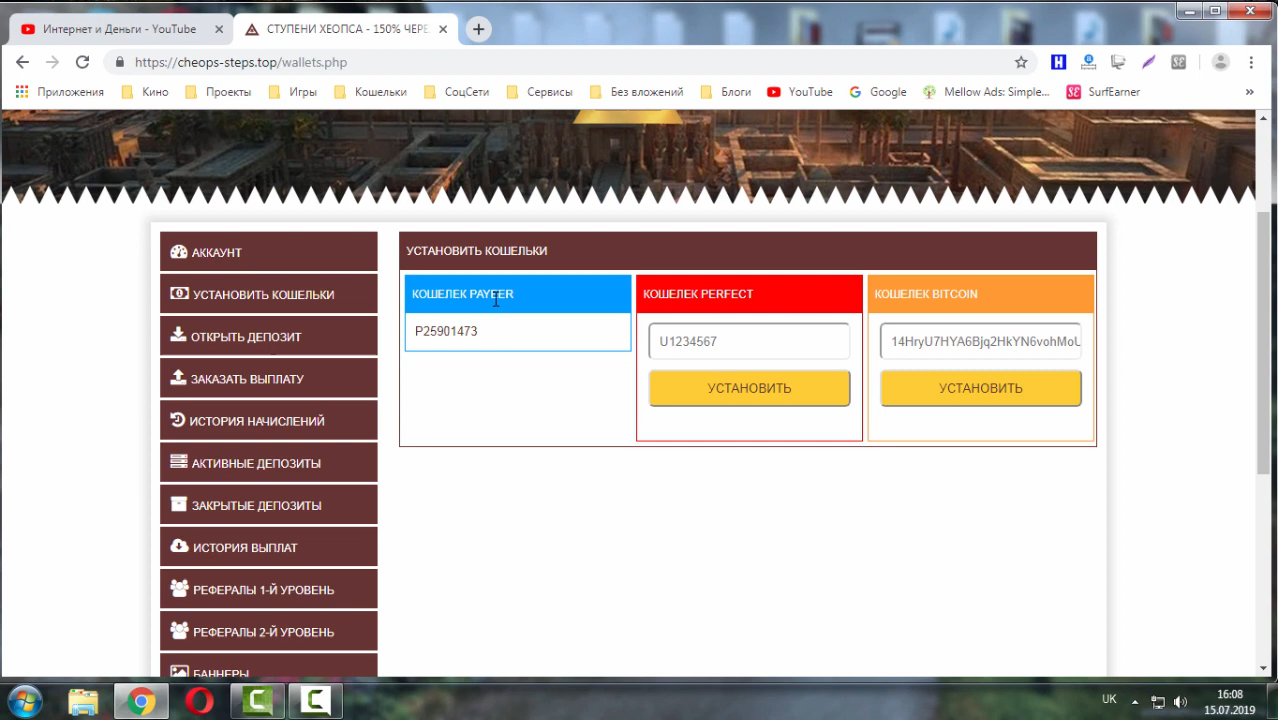 Интернет и Деньги - YouTube
СТУПЕНИ ХЕОПСА - 150% ЧЕРЕ
https://cheops-steps.top/wallets.php
Приложения Кино Проекты Игры Кошельки СоцСети Сервисы Без вложений Блоги YouTube Google Mellow Ads: Simple... SurfEarner »
АККАУНТ
УСТАНОВИТЬ КОШЕЛЬКИ
ОТКРЫТЬ ДЕПОЗИТ
ЗАКАЗАТЬ ВЫПЛАТУ
ИСТОРИЯ НАЧИСЛЕНИЙ
АКТИВНЫЕ ДЕПОЗИТЫ
ЗАКРЫТЫЕ ДЕПОЗИТЫ
ИСТОРИЯ ВЫПЛАТ
РЕФЕРАЛЫ 1-Й УРОВЕНЬ
РЕФЕРАЛЫ 2-Й УРОВЕНЬ
БАННЕРЫ
УСТАНОВИТЬ КОШЕЛЬКИ
КОШЕЛЕК PAYEER
P25901473
КОШЕЛЕК PERFECT
U1234567
УСТАНОВИТЬ
КОШЕЛЕК BITCOIN
14HryU7HYA6Bjq2HkYN6vohMoU
УСТАНОВИТЬ
UK
16:08
15.07.2019